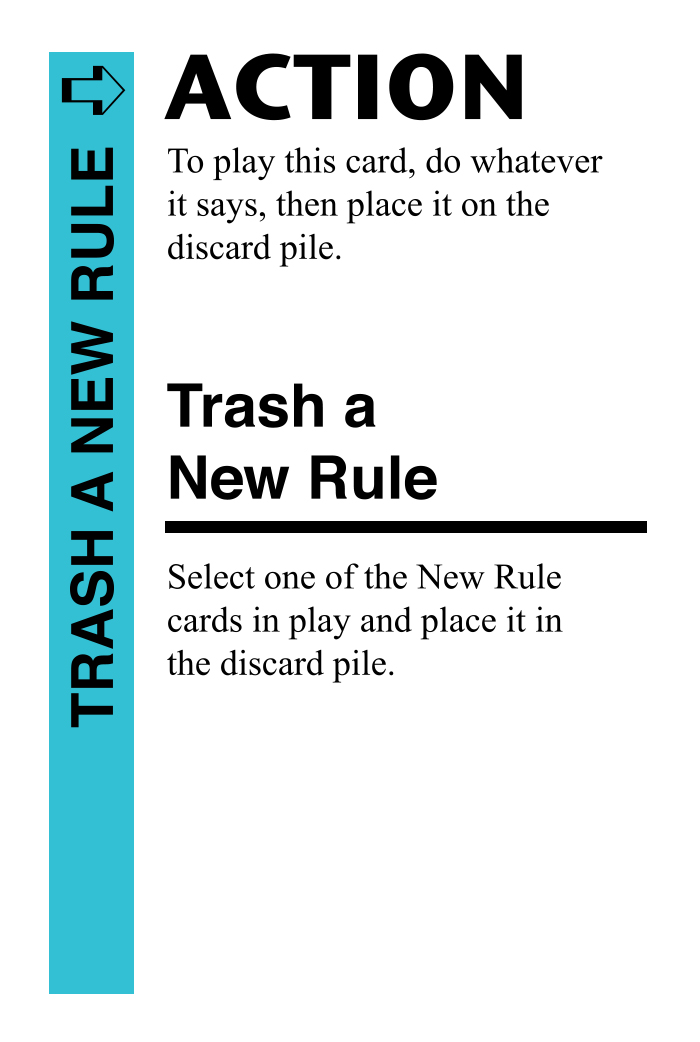 TRASH A NEW RULE
ACTION
To play this card, do whatever
it says, then place it on the
discard pile.
Trash a
New Rule
Select one of the New Rule
cards in play and place it in
the discard pile.